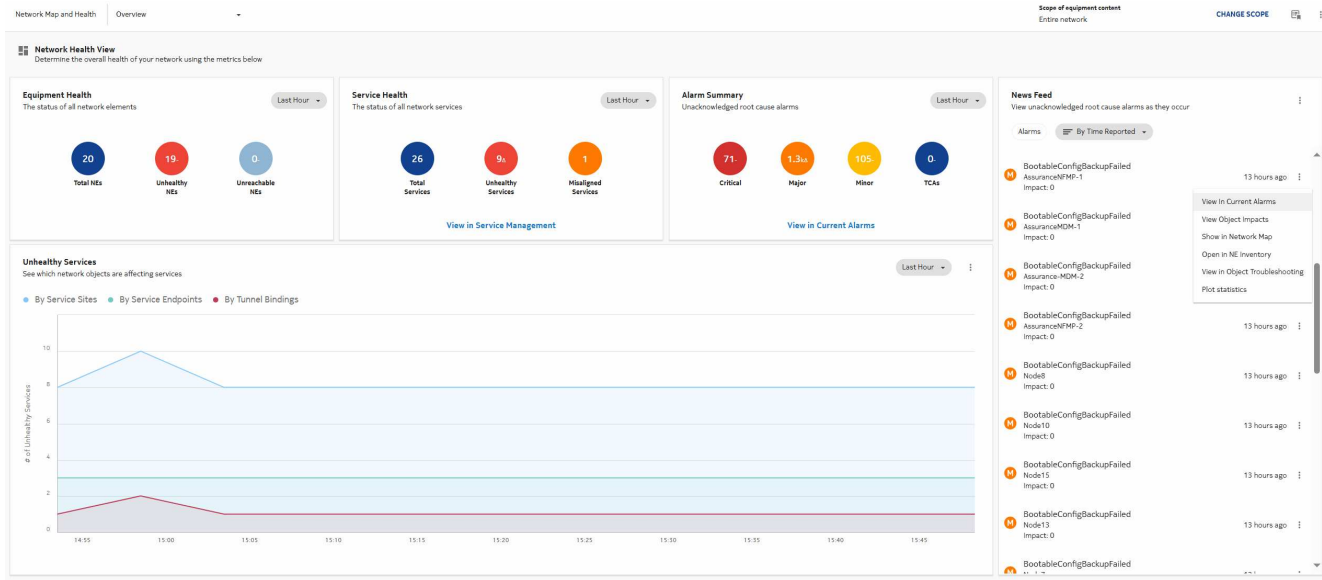 Network Map and Health
Overview
Scope of equipment content
Entire network
CHANGE SCOPE
Network Health View
Determine the overall health of your network using the metrics below
Equipment Health
The status of all network elements
Last Hour
20
19-
0-
Total NEs
Unhealthy
NEs
Unreachable
NEs
Service Health
The status of all network services
Last Hour
26
9
1
Total
Services
Unhealthy
Services
Misaligned
Services
View in Service Management
Alarm Summary
Unacknowledged root cause alarms
Last Hour
71-
1.3k
105-
0-
Critical
Major
Minor
TCAs
View in Current Alarms
Unhealthy Services
See which network objects are affecting services
Last Hour
By Service Sites
By Service Endpoints
By Tunnel Bindings
# of Unhealthy Services
10
8
6
4
2
0
14:55
15:00
15:05
15:10
15:15
15:20
15:25
15:30
15:35
15:40
15:45
News Feed
View unacknowledged root cause alarms as they occur
Alarms
By Time Reported
M
BootableConfigBackupFailed
AssuranceNFMP-1
Impact: 0
13 hours ago
View In Current Alarms
View Object Impacts
Show in Network Map
Open in NE Inventory
View in Object Troubleshooting
Plot statistics
M
BootableConfigBackupFailed
AssuranceMDM-1
Impact: 0
M
BootableConfigBackupFailed
Assurance-MDM-2
Impact: 0
M
BootableConfigBackupFailed
AssuranceNFMP-2
Impact: 0
13 hours ago
M
BootableConfigBackupFailed
Node8
Impact: 0
13 hours ago
M
BootableConfigBackupFailed
Node10
Impact: 0
13 hours ago
M
BootableConfigBackupFailed
Node15
Impact: 0
13 hours ago
M
BootableConfigBackupFailed
Node13
Impact: 0
13 hours ago
M
BootableConfigBackupFailed